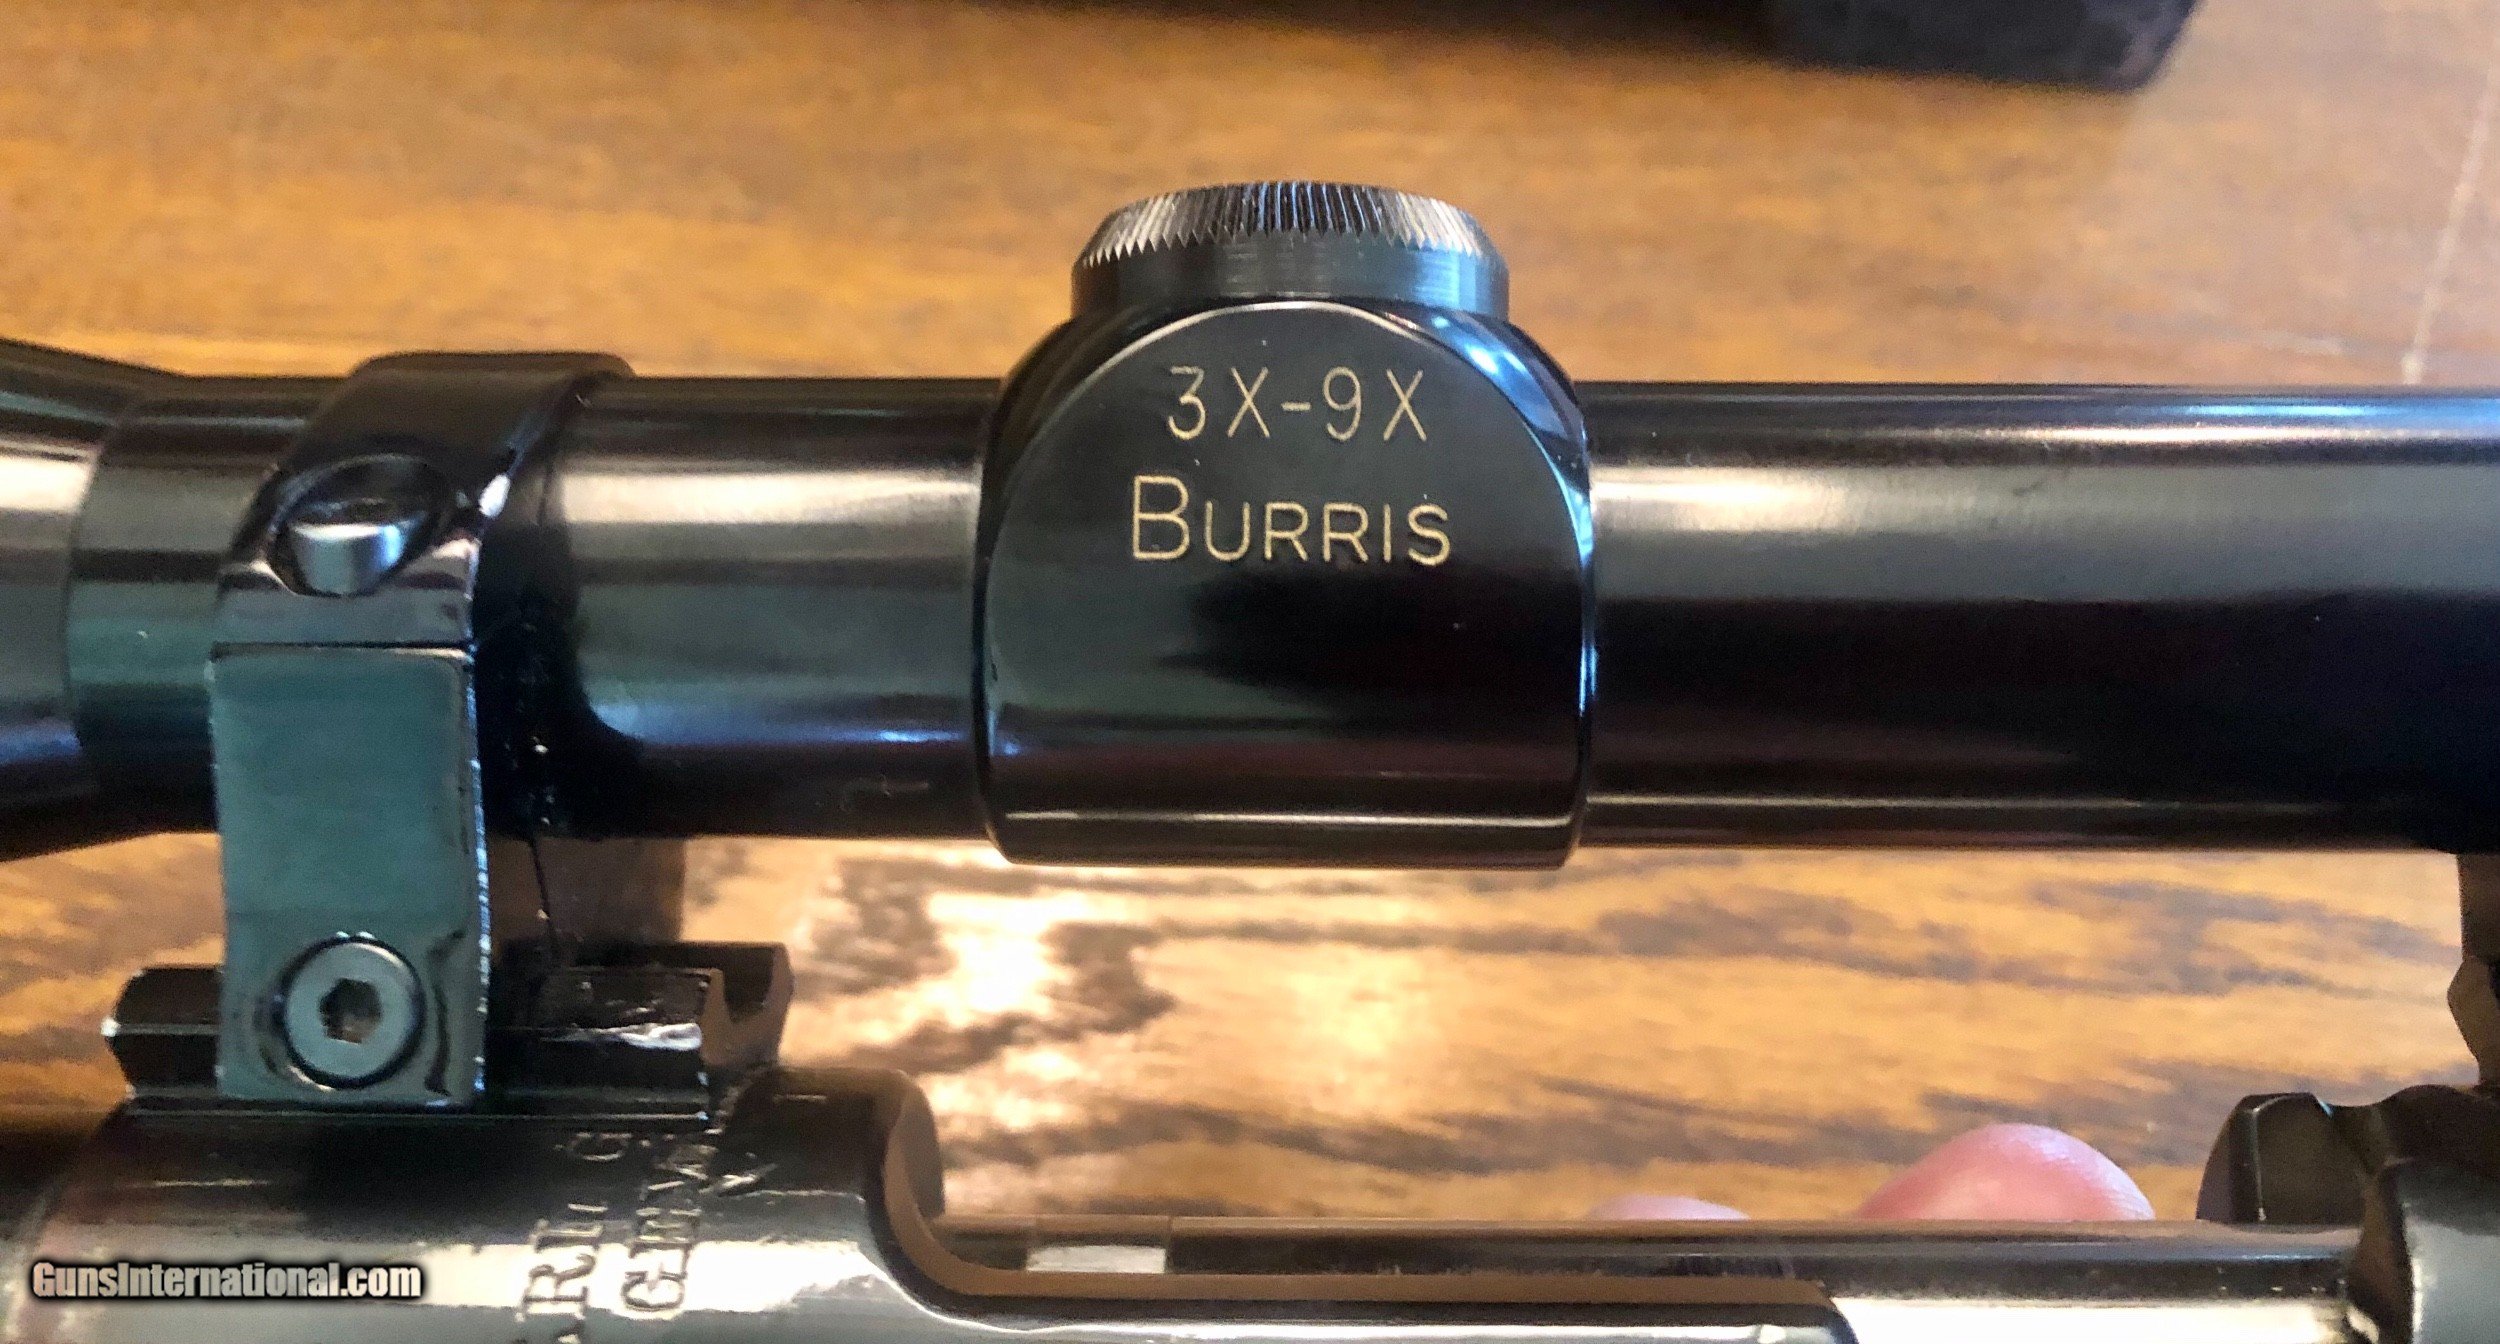 3X-9X
BURRIS
GunsInternational.com